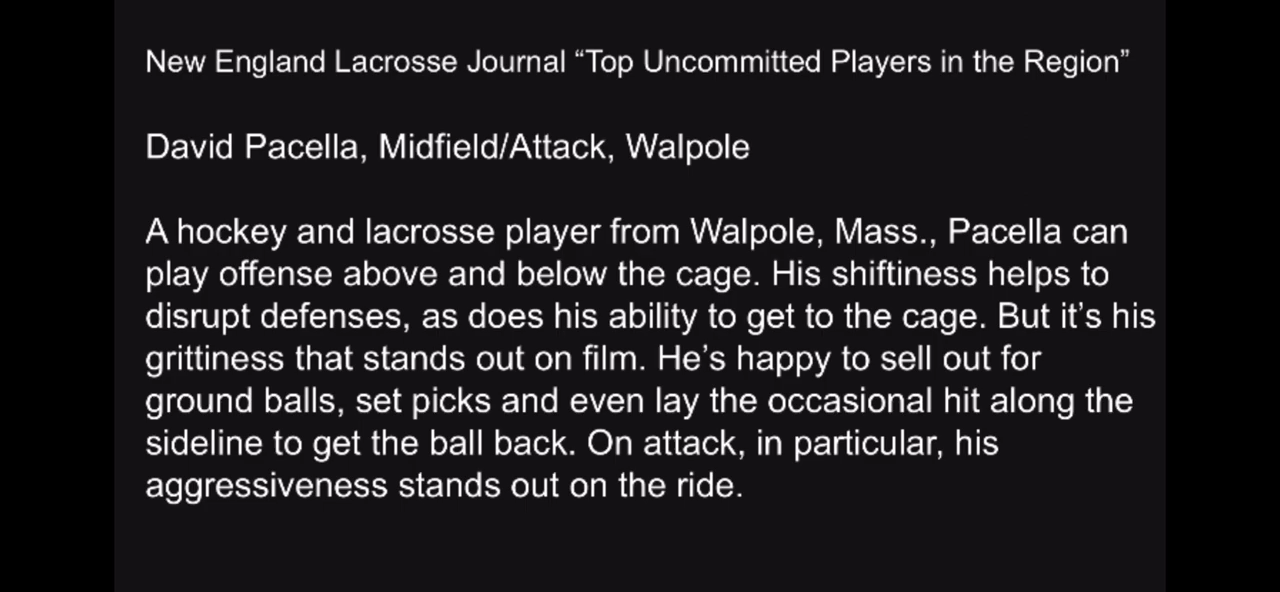 New England Lacrosse Journal “Top Uncommitted Players in the Region”
David Pacella, Midfield/Attack, Walpole
A hockey and lacrosse player from Walpole, Mass., Pacella can
play offense above and below the cage. His shiftiness helps to
disrupt defenses, as does his ability to get to the cage. But it’s his
grittiness that stands out on film. He’s happy to sell out for
ground balls, set picks and even lay the occasional hit along the
sideline to get the ball back. On attack, in particular, his
aggressiveness stands out on the ride.